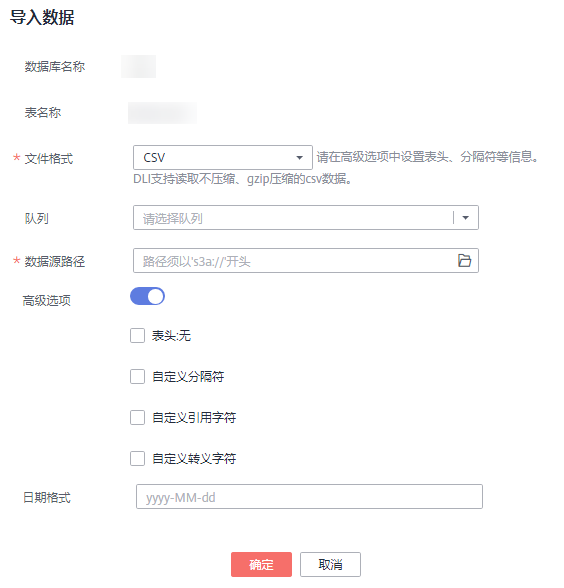 导入数据
数据库名称
表名称
* 文件格式 CSV 请在高级选项中设置表头、分隔符等信息。
DLI支持读取不压缩、gzip压缩的csv数据。
队列 请选择队列
* 数据源路径 路径须以's3a://'开头
高级选项
表头:无
自定义分隔符
自定义引用字符
自定义转义字符
日期格式 yyyy-MM-dd
确定 取消